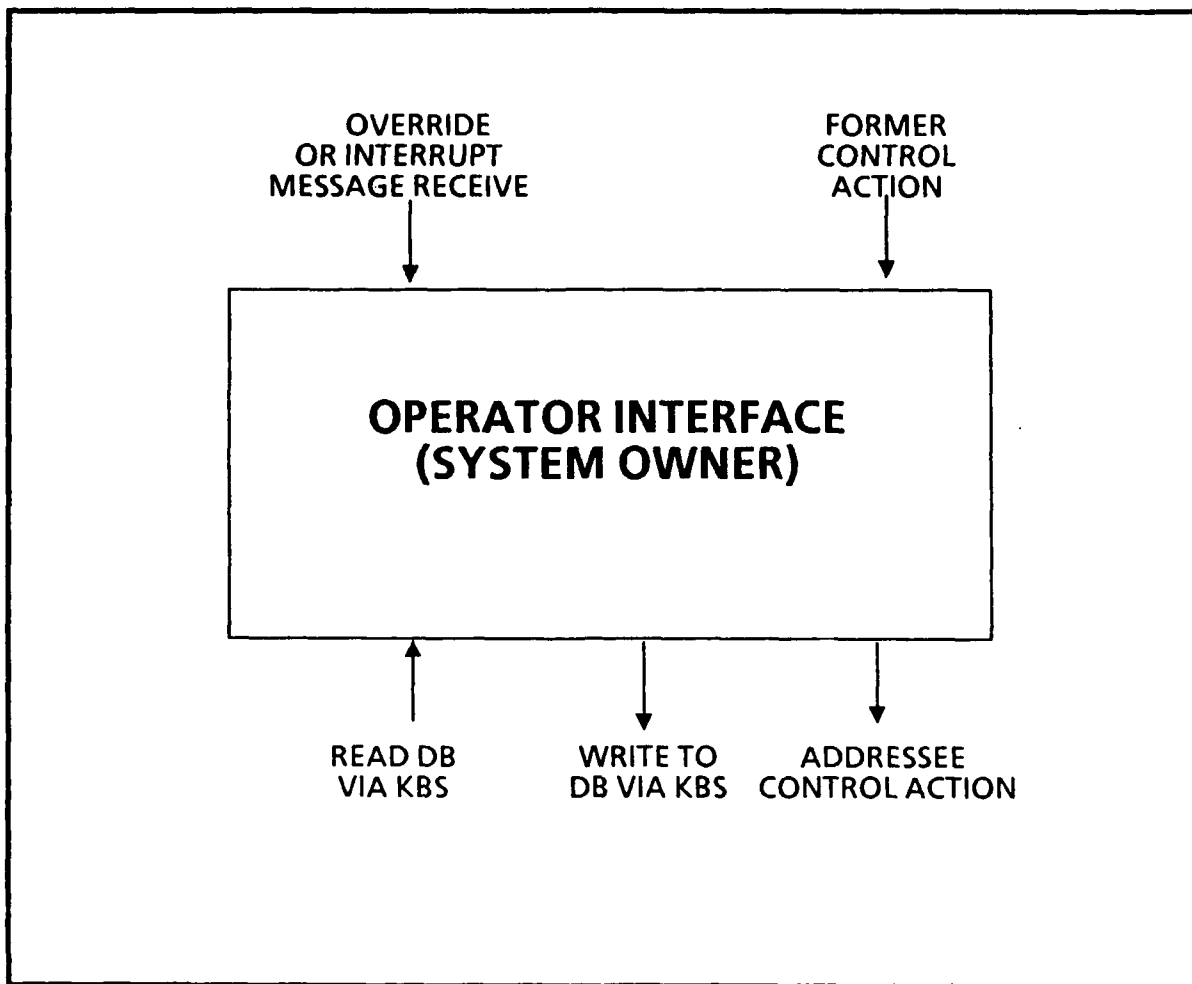 OVERRIDE
OR INTERRUPT
MESSAGE RECEIVE
FORMER
CONTROL
ACTION
OPERATOR INTERFACE
(SYSTEM OWNER)
READ DB
VIA KBS
WRITE TO
DB VIA KBS
ADDRESSEE
CONTROL ACTION